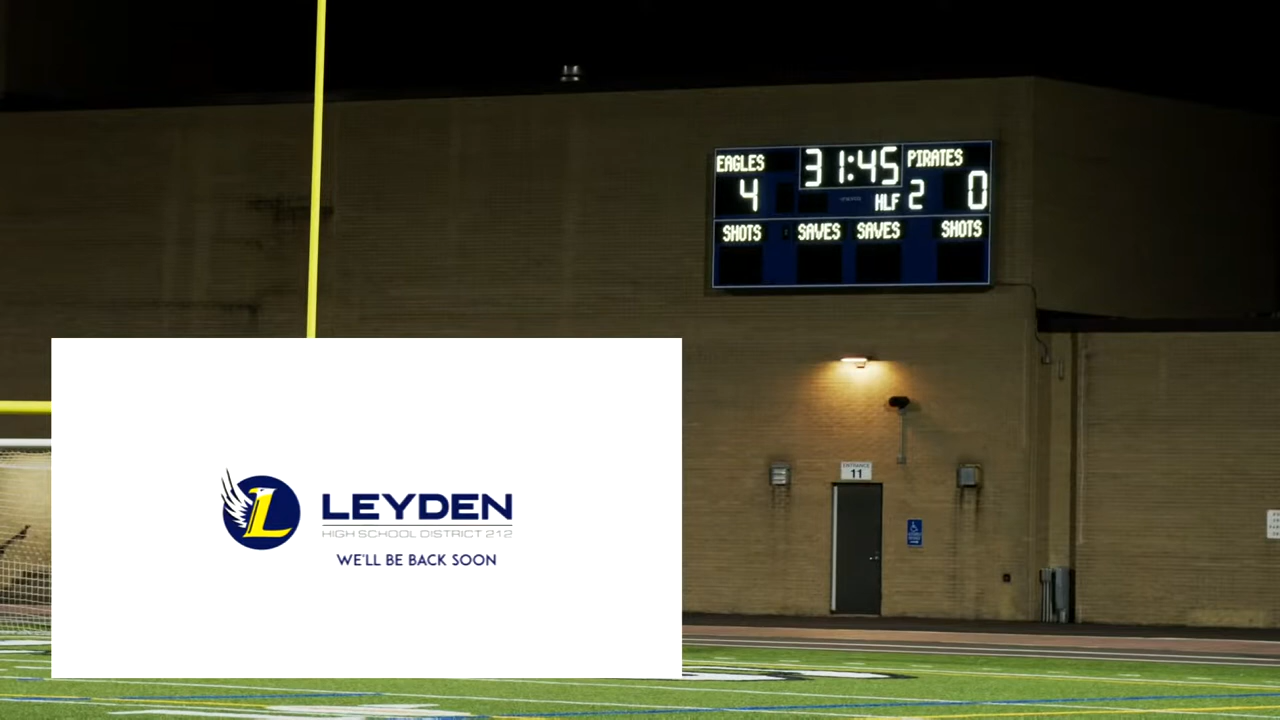 EAGLES 31:45 PIRATES
4 HLF 2 0
SHOTS SAVES SAVES SHOTS
ENTRANCE
11
LEYDEN
HIGH SCHOOL DISTRICT 212
WE'LL BE BACK SOON